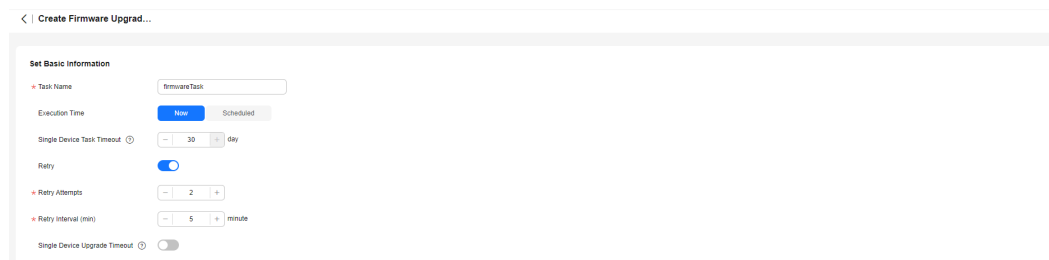 < | Create Firmware Upgrad...
Set Basic Information
* Task Name firmwareTask
Execution Time Now Scheduled
Single Device Task Timeout ? − 30 + day
Retry
* Retry Attempts − 2 +
* Retry Interval (min) − 5 + minute
Single Device Upgrade Timeout ?